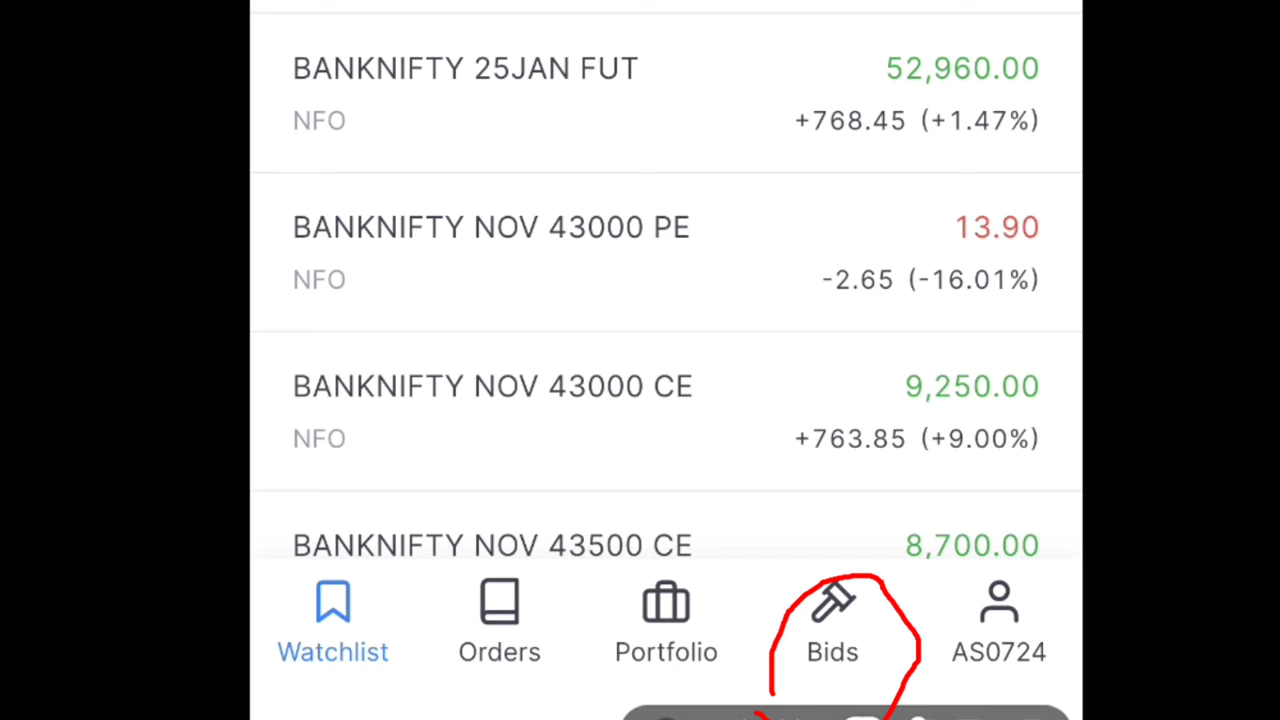 BANKNIFTY 25JAN FUT 52,960.00
NFO +768.45 (+1.47%)
BANKNIFTY NOV 43000 PE 13.90
NFO -2.65 (-16.01%)
BANKNIFTY NOV 43000 CE 9,250.00
NFO +763.85 (+9.00%)
BANKNIFTY NOV 43500 CE 8,700.00
Watchlist Orders Portfolio Bids AS0724